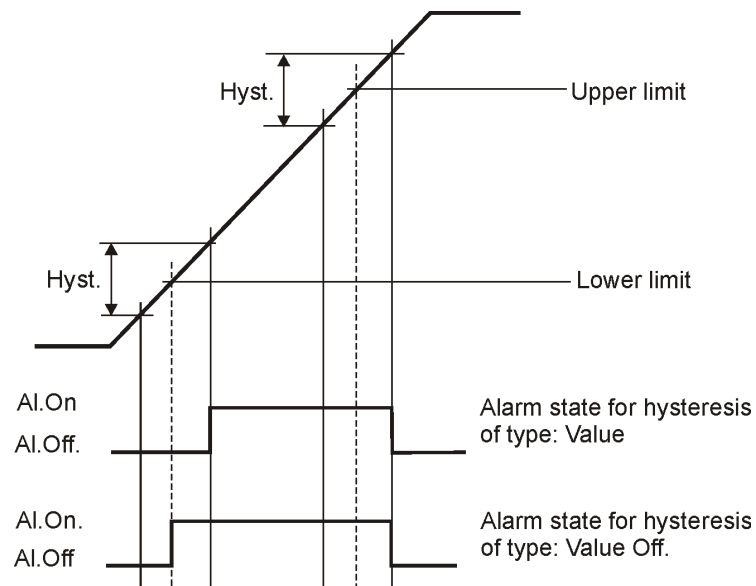 Hyst.
Upper limit
Hyst.
Lower limit
Al.On
Al.Off.
Alarm state for hysteresis
of type: Value
Al.On.
Al.Off
Alarm state for hysteresis
of type: Value Off.